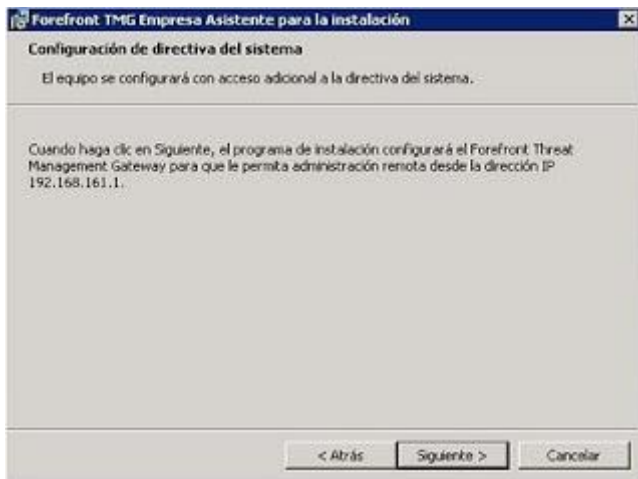 Forefront TMG Empresa Asistente para la instalación
Configuración de directiva del sistema
El equipo se configurará con acceso adicional a la directiva del sistema.
Cuando haga clic en Siguiente, el programa de instalación configurará el Forefront Threat
Management Gateway para que le permita administración remota desde la dirección IP
192.168.161.1.
< Atrás Siguiente > Cancelar